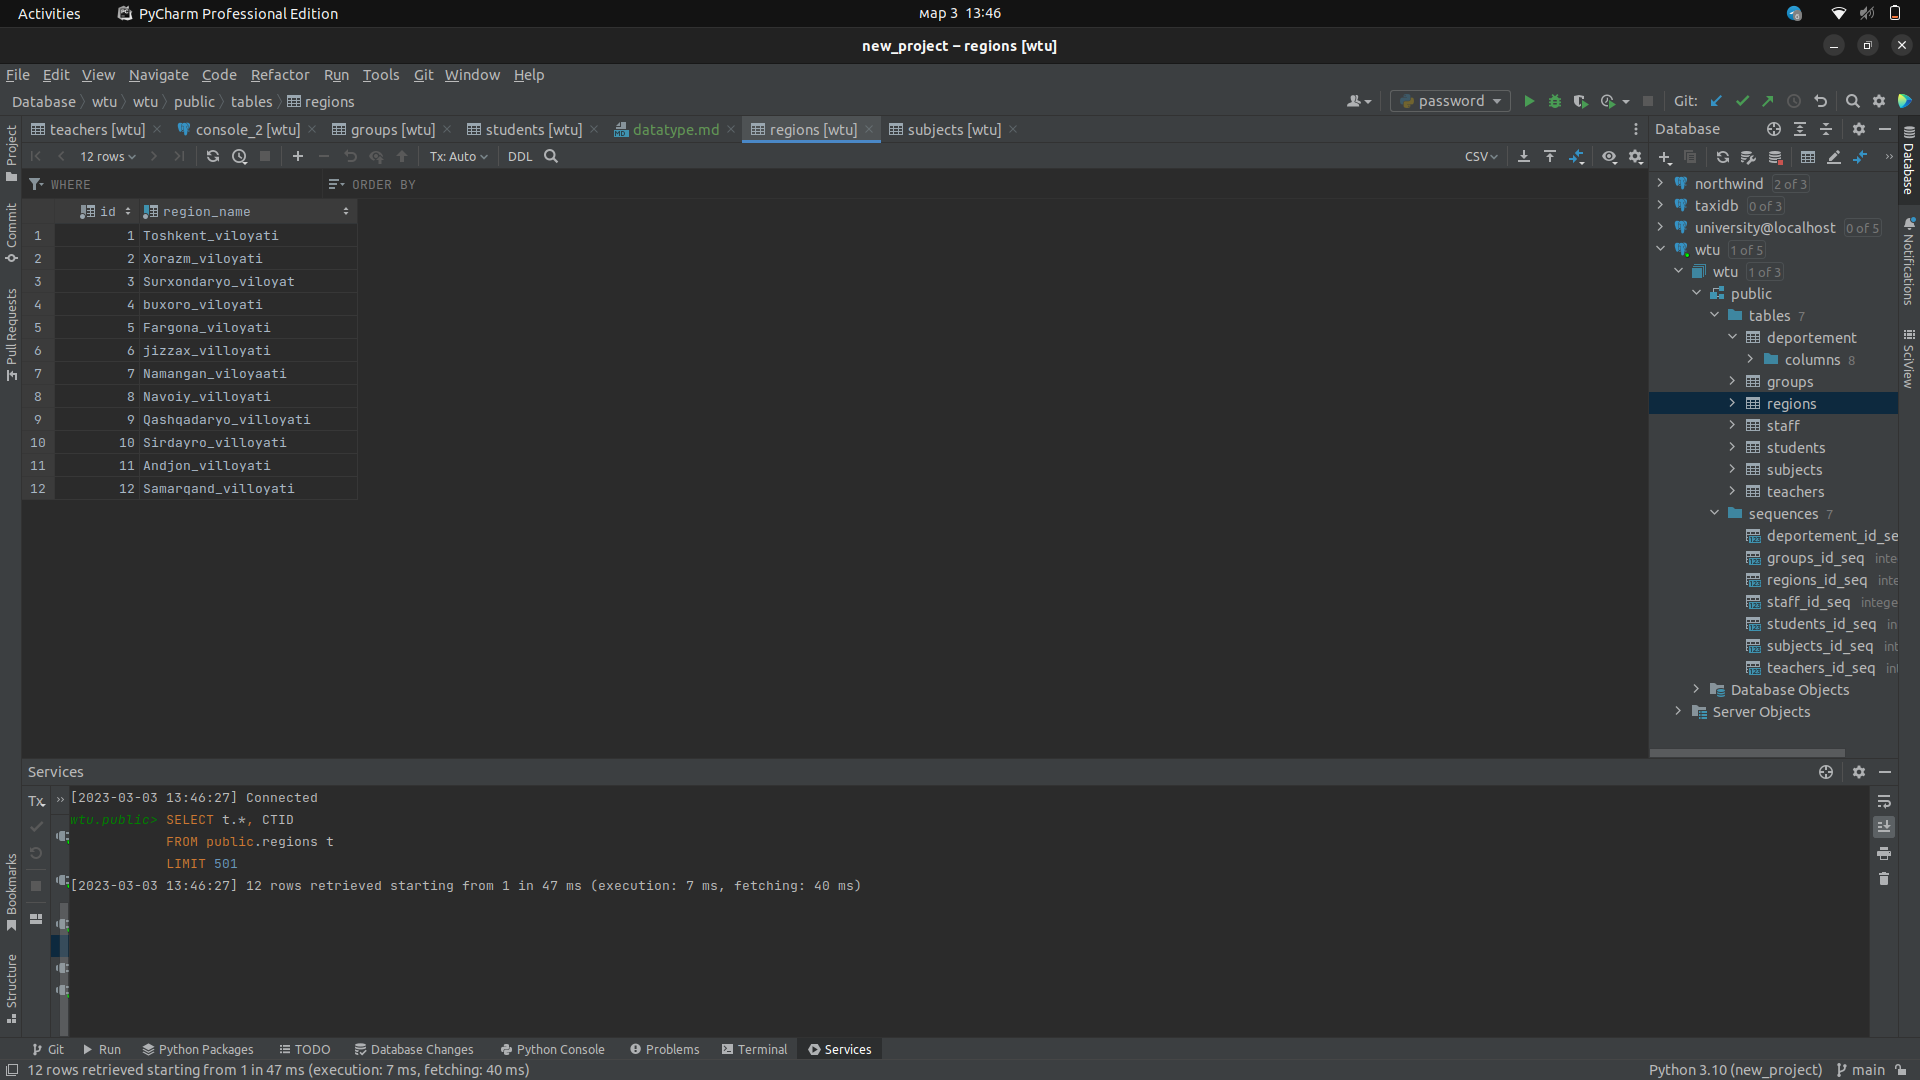 Activities PyCharm Professional Edition мар 3 13:46
new_project – regions [wtu]
File Edit View Navigate Code Refactor Run Tools Git Window Help
Database wtu wtu public tables regions password Git:
teachers [wtu] console_2 [wtu] groups [wtu] students [wtu] datatype.md regions [wtu] subjects [wtu] Database
12 rows Tx: Auto DDL CSV
WHERE ORDER BY
id region_name
1 1 Toshkent_viloyati
2 2 Xorazm_viloyati
3 3 Surxondaryo_viloyat
4 4 buxoro_viloyati
5 5 Fargona_viloyati
6 6 jizzax_villoyati
7 7 Namangan_viloyaati
8 8 Navoiy_villoyati
9 9 Qashqadaryo_villoyati
10 10 Sirdayro_villoyati
11 11 Andjon_villoyati
12 12 Samarqand_villoyati
northwind 2 of 3
taxidb 0 of 3
university@localhost 0 of 5
wtu 1 of 5
wtu 1 of 3
public
tables 7
deportement
columns 8
groups
regions
staff
students
subjects
teachers
sequences 7
deportement_id_se
groups_id_seq inte
regions_id_seq inte
staff_id_seq intege
students_id_seq in
subjects_id_seq int
teachers_id_seq int
Database Objects
Server Objects
Project
Commit
Pull Requests
Bookmarks
Structure
Database
Notifications
SciView
Services
Tx
[2023-03-03 13:46:27] Connected
wtu.public> SELECT t.*, CTID
FROM public.regions t
LIMIT 501
[2023-03-03 13:46:27] 12 rows retrieved starting from 1 in 47 ms (execution: 7 ms, fetching: 40 ms)
Git Run Python Packages TODO Database Changes Python Console Problems Terminal Services
12 rows retrieved starting from 1 in 47 ms (execution: 7 ms, fetching: 40 ms) Python 3.10 (new_project) main